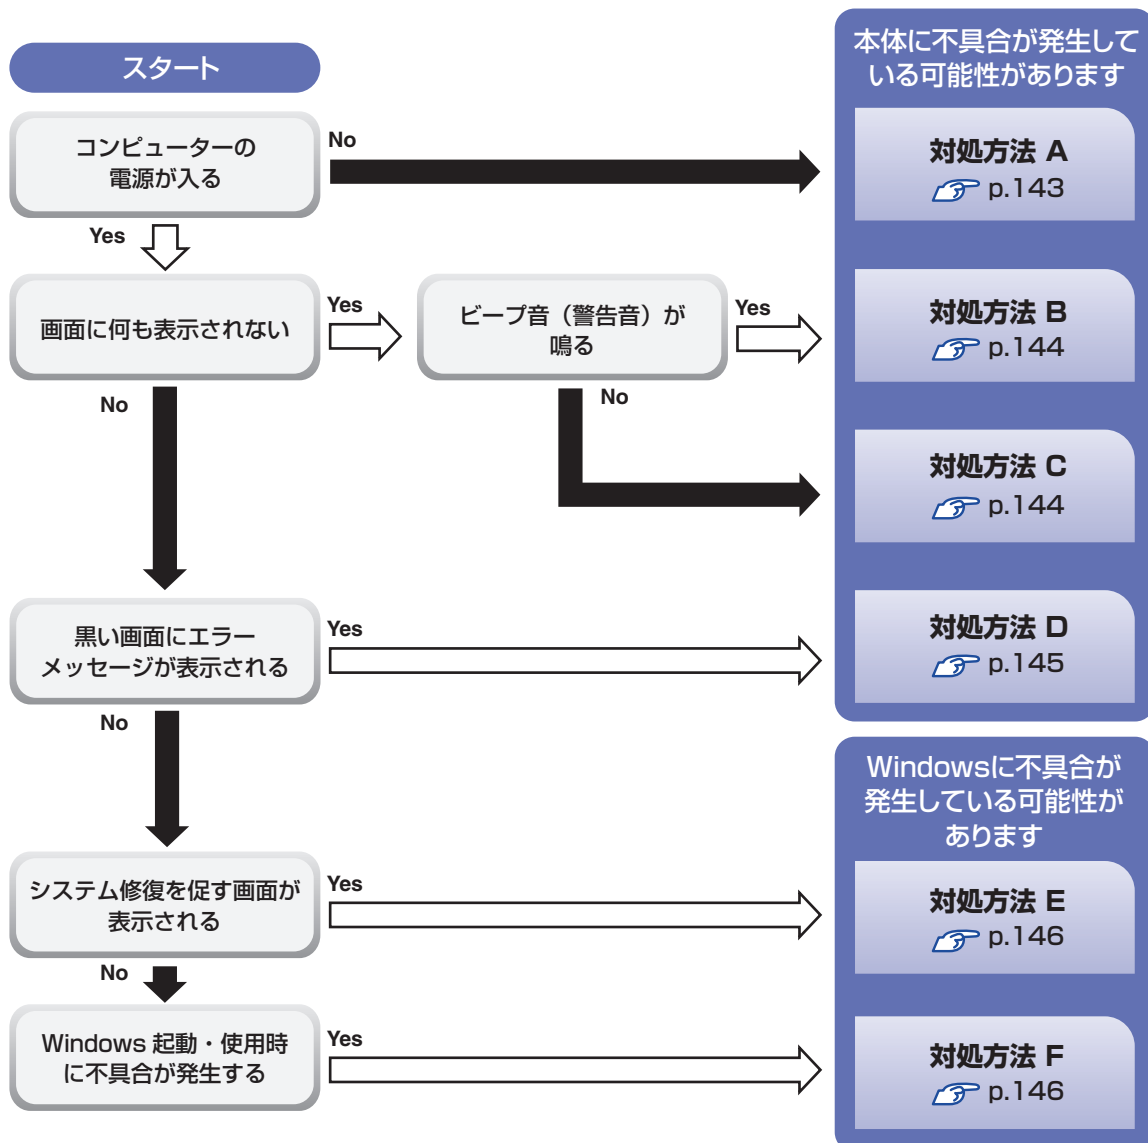 スタート
コンピューターの
電源が入る
No
Yes
画面に何も表示されない
Yes
ビープ音（警告音）が
鳴る
Yes
No
No
黒い画面にエラー
メッセージが表示される
Yes
No
システム修復を促す画面が
表示される
Yes
No
Windows 起動・使用時
に不具合が発生する
Yes
本体に不具合が発生して
いる可能性があります
対処方法 A
p.143
対処方法 B
p.144
対処方法 C
p.144
対処方法 D
p.145
Windowsに不具合が
発生している可能性が
あります
対処方法 E
p.146
対処方法 F
p.146